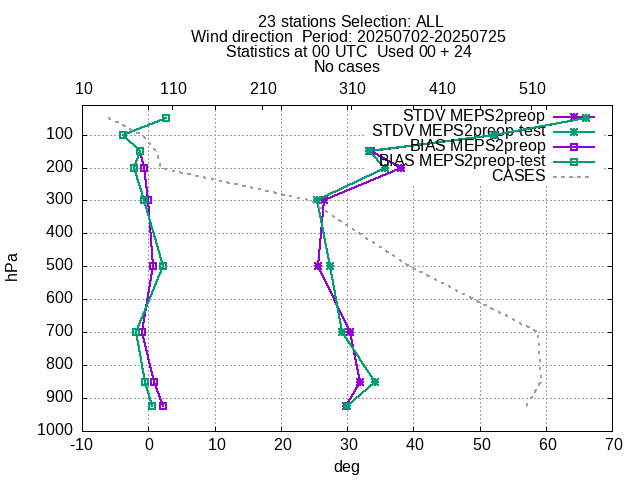 23 stations Selection: ALL
Wind direction  Period: 20250702-20250725
Statistics at 00 UTC  Used 00 + 24
No cases
10 110 210 310 410 510
STDV MEPS2preop
STDV MEPS2preop-test
BIAS MEPS2preop
BIAS MEPS2preop-test
CASES
100
200
300
400
500
600
700
800
900
1000
hPa
-10 0 10 20 30 40 50 60 70
deg